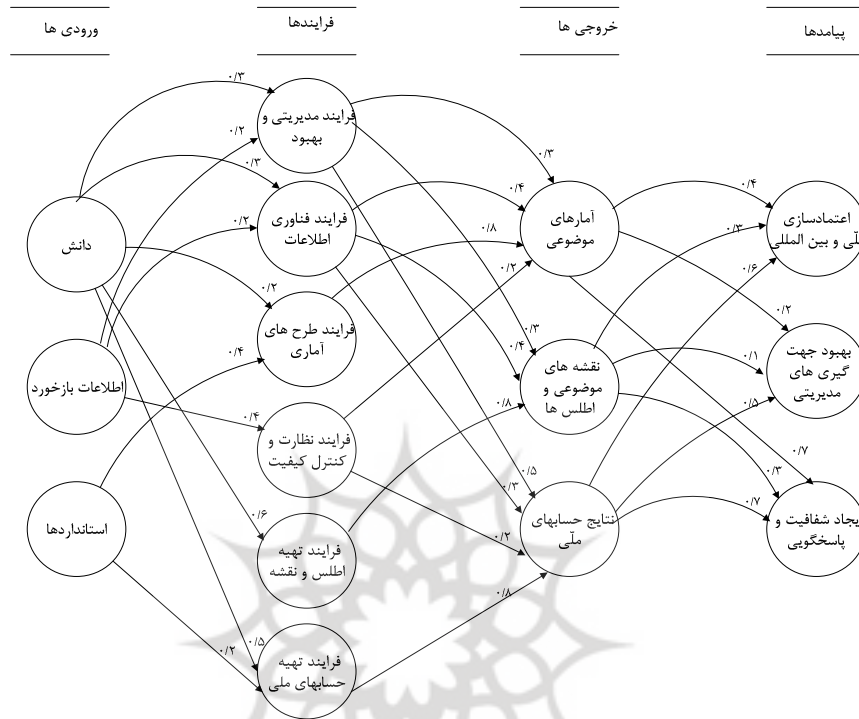 ورودی ها
فرایندها
خروجی ها
پیامدها
۰/۳
فرایند مدیریتی و
بهبود
۰/۲
۰/۳
۰/۳
دانش
۰/۲
فرایند فناوری
اطلاعات
۰/۴
آمارهای
موضوعی
۰/۴
اعتمادسازی
ملّی و بین المللی
۰/۸
۰/۳
۰/۲
۰/۶
۰/۲
فرایند طرح های
آماری
۰/۳
۰/۲
بهبود جهت
گیری های
مدیریتی
۰/۴
۰/۴
۰/۱
اطلاعات بازخورد
نقشه های
موضوعی و
اطلس ها
۰/۸
۰/۵
۰/۴
فرایند نظارت و
کنترل کیفیت
۰/۷
۰/۵
۰/۳
۰/۳
۰/۷
استانداردها
۰/۶
فرایند تهیه
اطلس و نقشه
۰/۲
نتایج حسابهای
ملّی
ایجاد شفافیت و
پاسخگویی
۰/۸
۰/۵
۰/۲
فرایند تهیه
حسابهای ملی